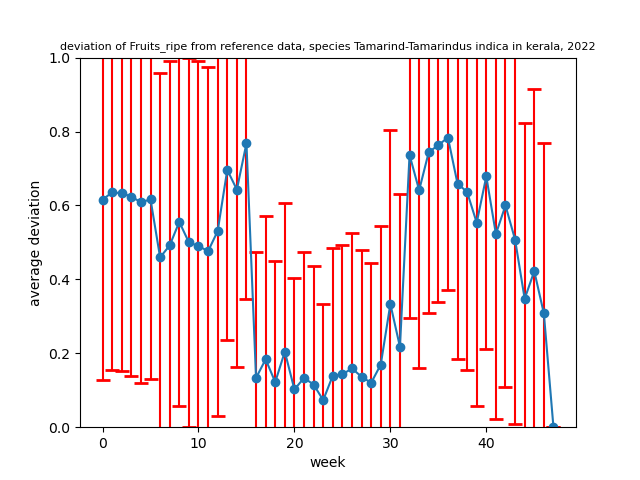 deviation of Fruits_ripe from reference data, species Tamarind-Tamarindus indica in kerala, 2022
1.0
0.8
0.6
0.4
0.2
0.0
average deviation
0 10 20 30 40
week